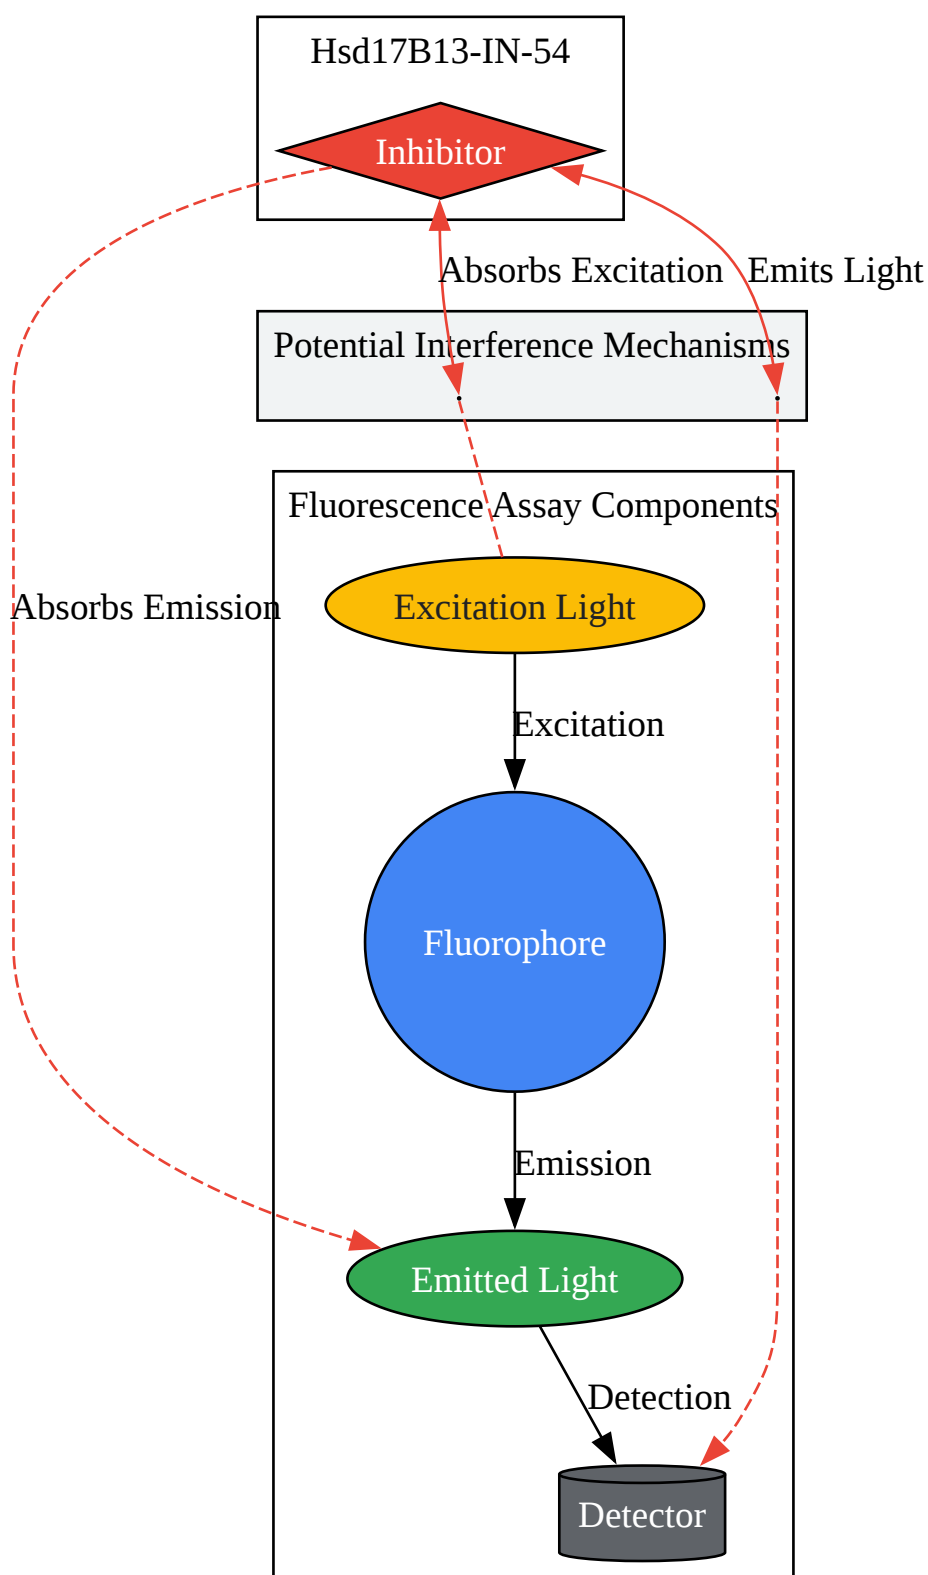 Hsd17B13-IN-54
Inhibitor
Absorbs Excitation
Emits Light
Potential Interference Mechanisms
Fluorescence Assay Components
Excitation Light
Absorbs Emission
Excitation
Fluorophore
Emission
Emitted Light
Detection
Detector